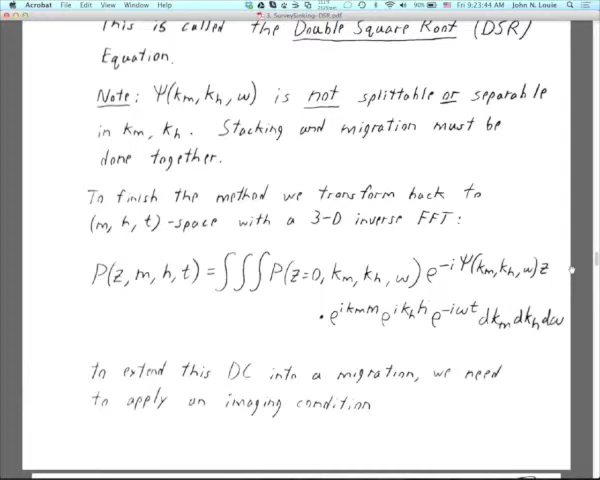 Acrobat File Edit View Window Help 90% Fri 9:23:44 AM John N. Louie
SurveySinking-DSR.pdf
This is called the Double Square Root (DSR)
Equation.
Note: Ψ(km, kh, w) is not splittable or separable
in km, kh. Stacking and migration must be
done together.
To finish the method we transform back to
(m, h, t)-space with a 3-D inverse FFT:
P(z, m, h, t) = ∫∫∫ P(z=0, km, kh, w) e^{-iΨ(km, kh, w)z}
• e^{ikmm} e^{ikhh} e^{-iωt} dkm dkh dω
to extend this DC into a migration, we need
to apply an imaging condition